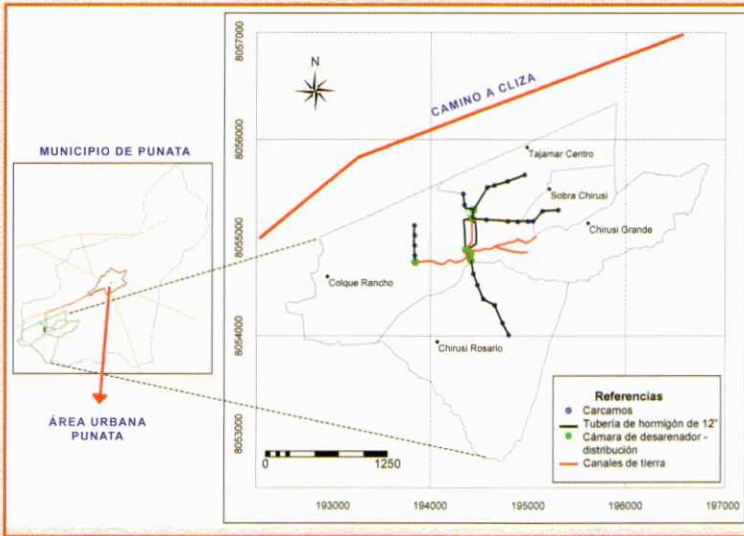 MUNICIPIO DE PUNATA
ÁREA URBANA
PUNATA
N
CAMINO A CLIZA
Tajamar Centro
Sobra Chirusi
Chirusi Grande
Colque Rancho
Chirusi Rosario
8057000
8056000
8055000
8054000
8053000
0
1250
Referencias
Carcamos
Tubería de hormigón de 12"
Cámara de desarenador -
distribución
Canales de tierra
193000
194000
195000
196000
197000